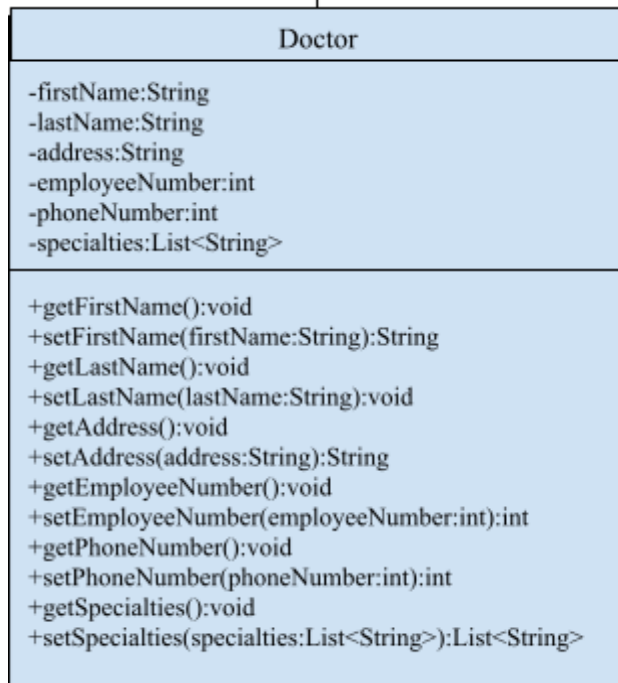 Doctor
-firstName:String
-lastName:String
-address:String
-employeeNumber:int
-phoneNumber:int
-specialties:List<String>
+getFirstName():void
+setFirstName(firstName:String):String
+getLastName():void
+setLastName(lastName:String):void
+getAddress():void
+setAddress(address:String):String
+getEmployeeNumber():void
+setEmployeeNumber(employeeNumber:int):int
+getPhoneNumber():void
+setPhoneNumber(phoneNumber:int):int
+getSpecialties():void
+setSpecialties(specialties:List<String>):List<String>